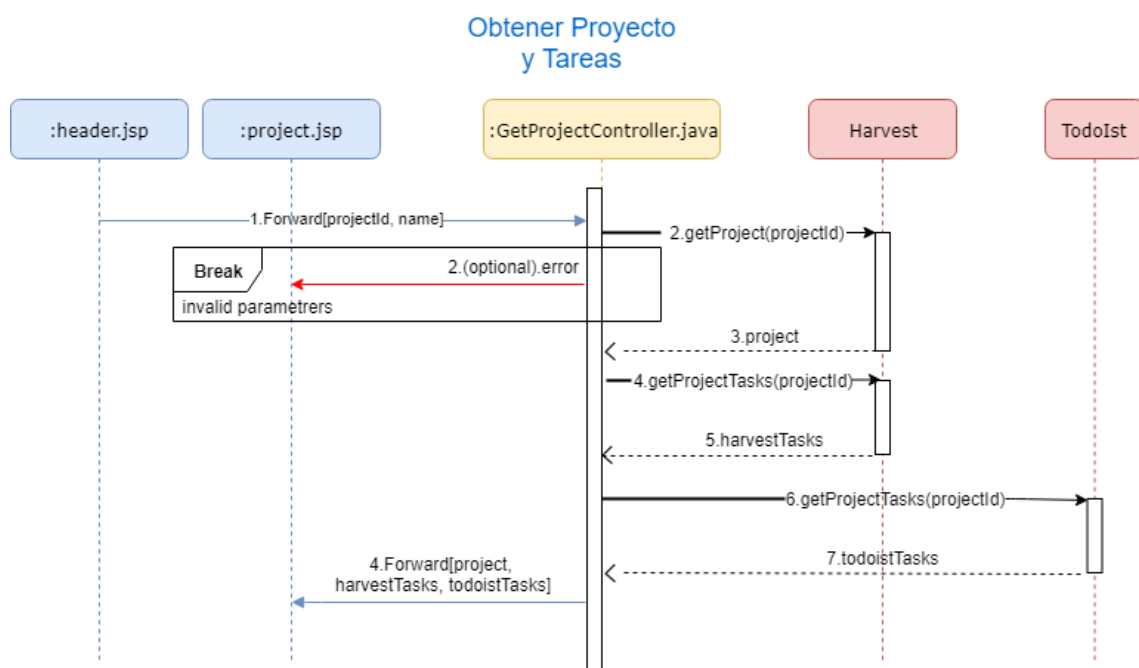 Obtener Proyecto
y Tareas
:header.jsp
:project.jsp
:GetProjectController.java
Harvest
TodoIst
1.Forward[projectId, name]
2.getProject(projectId)
Break
2.(optional).error
invalid parametrers
3.project
4.getProjectTasks(projectId)
5.harvestTasks
6.getProjectTasks(projectId)
7.todoistTasks
4.Forward[project,
harvestTasks, todoistTasks]